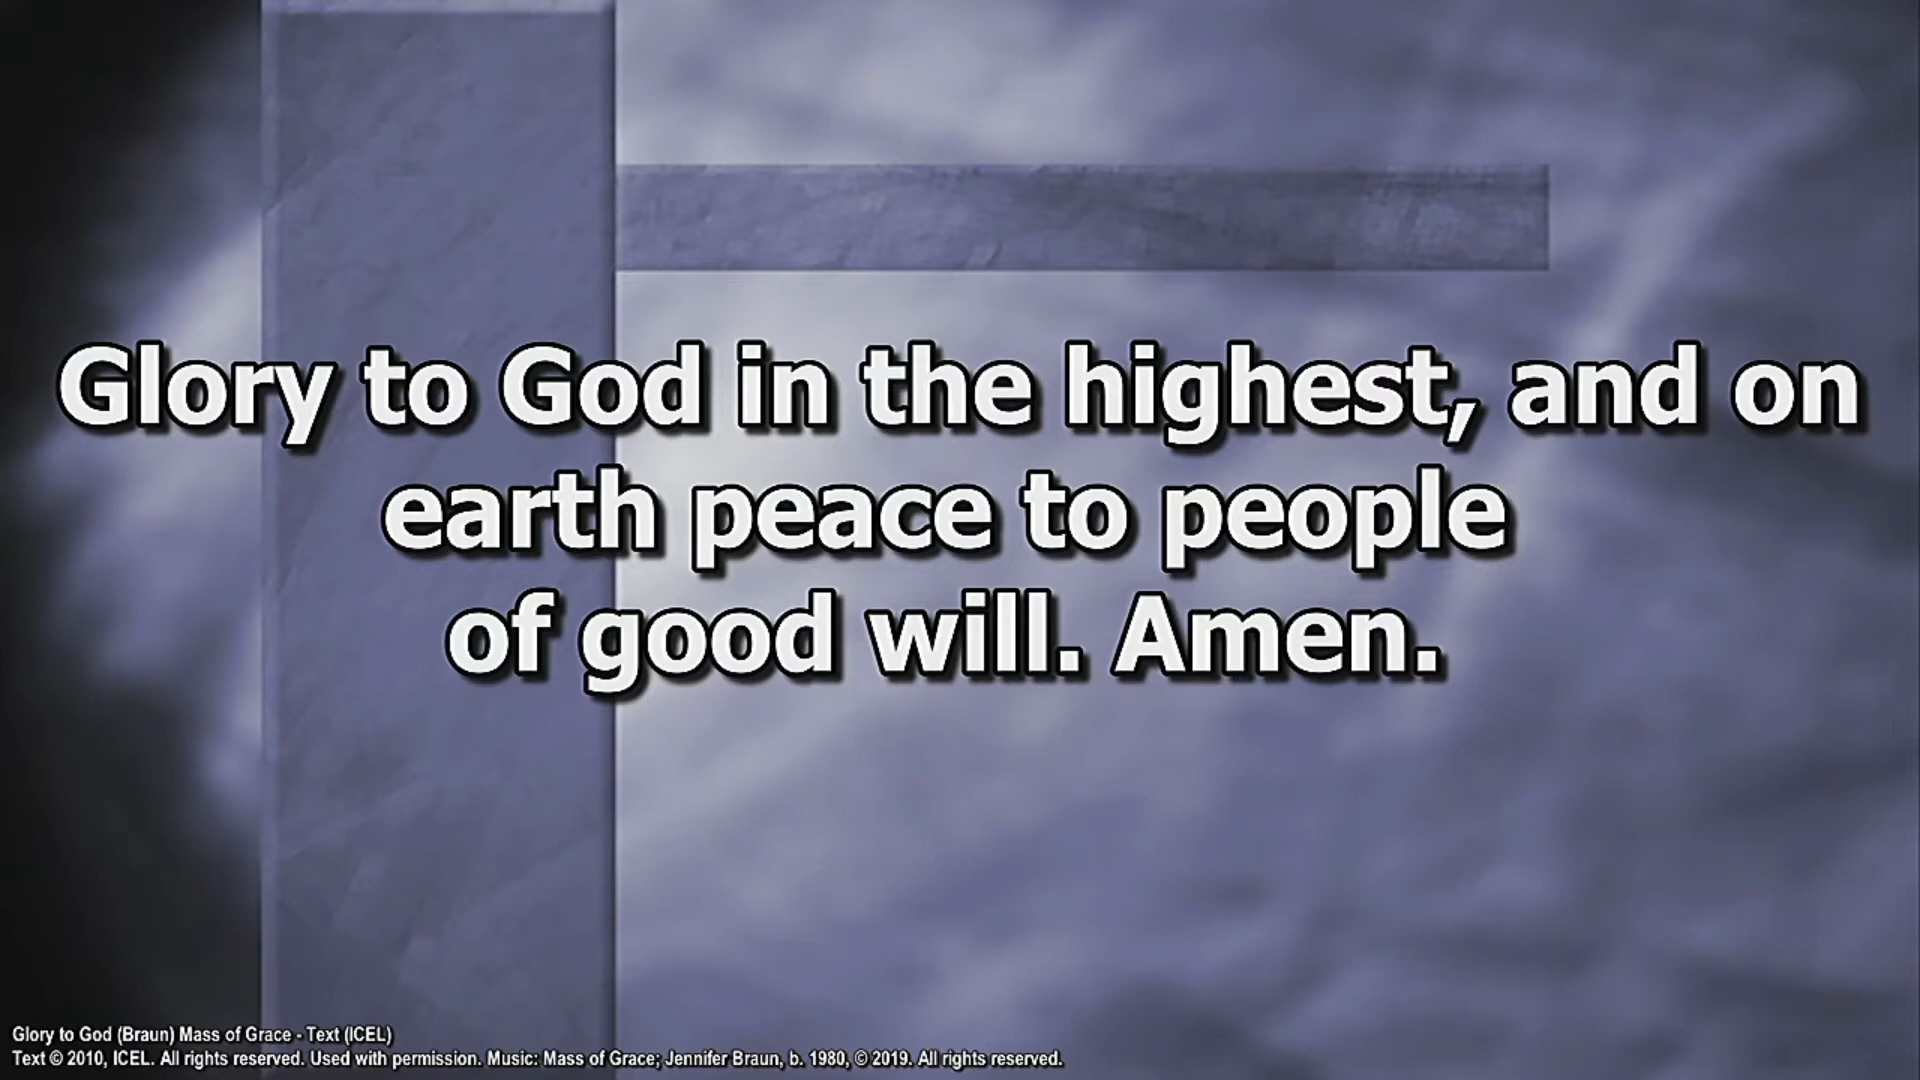 Glory to God in the highest, and on
earth peace to people
of good will. Amen.
Glory to God (Braun) Mass of Grace - Text (ICEL)
Text © 2010, ICEL. All rights reserved. Used with permission. Music: Mass of Grace; Jennifer Braun, b. 1980, © 2019. All rights reserved.